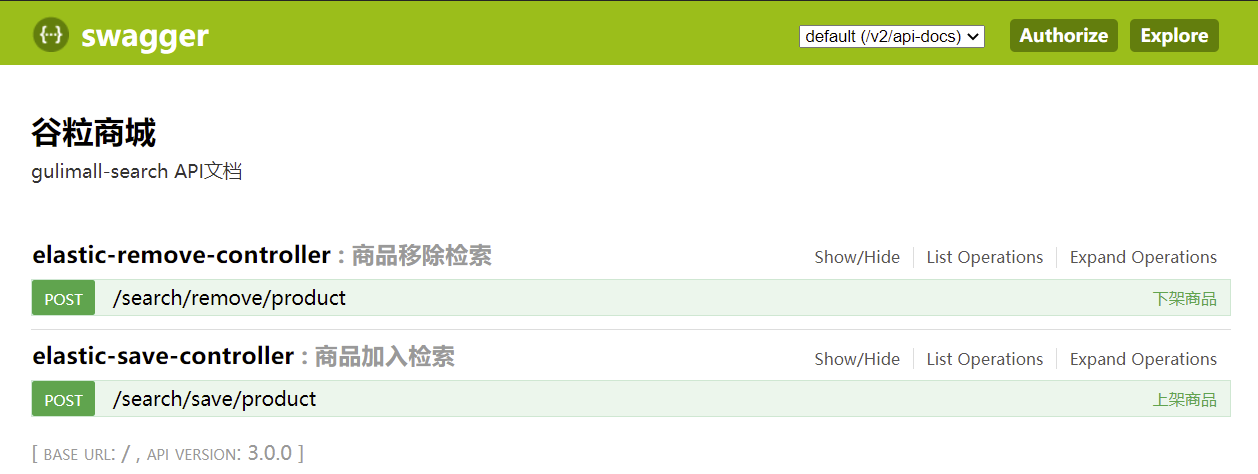 {···} swagger default (/v2/api-docs) Authorize Explore
谷粒商城
gulimall-search API文档
elastic-remove-controller : 商品移除检索 Show/Hide List Operations Expand Operations
POST /search/remove/product 下架商品
elastic-save-controller : 商品加入检索 Show/Hide List Operations Expand Operations
POST /search/save/product 上架商品
[ BASE URL: / , API VERSION: 3.0.0 ]